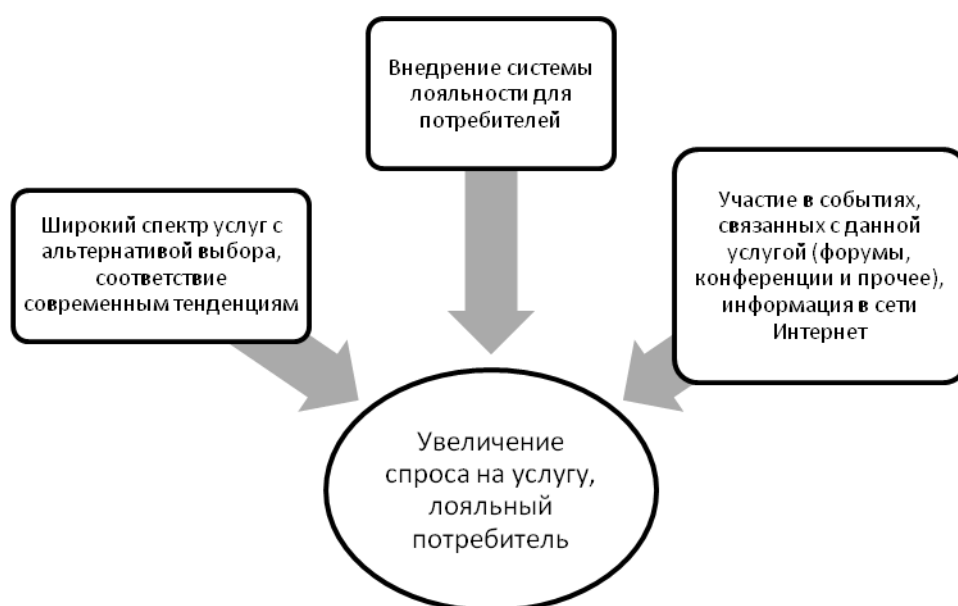 Внедрение системы
лояльности для
потребителей
Широкий спектр услуг с
альтернативой выбора,
соответствие
современным тенденциям
Участие в событиях,
связанных с данной
услугой (форумы,
конференции и прочее),
информация в сети
Интернет
Увеличение
спроса на услугу,
лояльный
потребитель